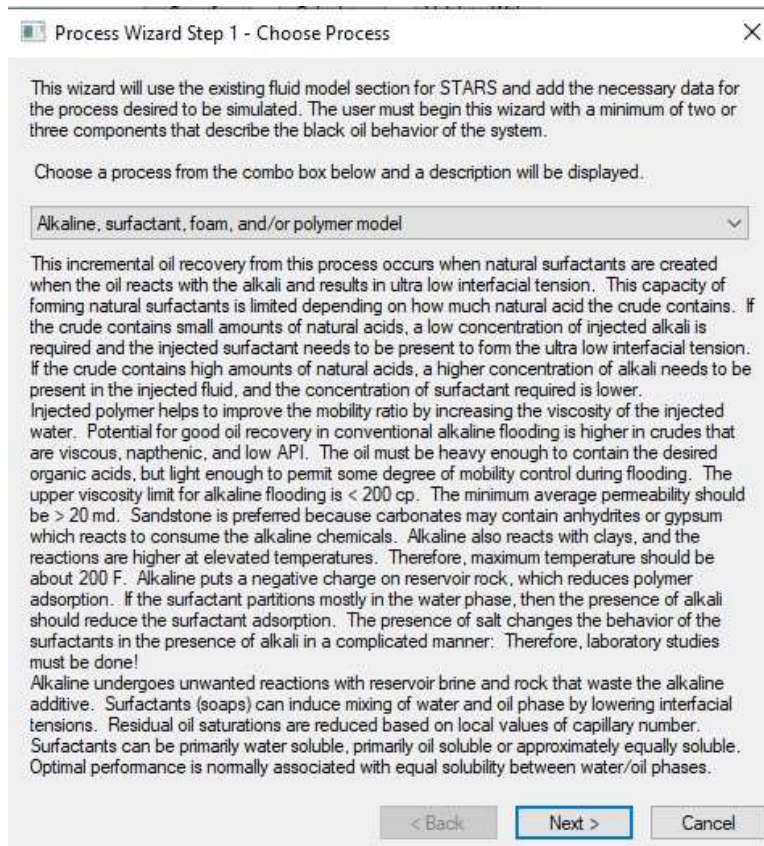 Process Wizard Step 1 - Choose Process
This wizard will use the existing fluid model section for STARS and add the necessary data for
the process desired to be simulated. The user must begin this wizard with a minimum of two or
three components that describe the black oil behavior of the system.
Choose a process from the combo box below and a description will be displayed.
Alkaline, surfactant, foam, and/or polymer model
This incremental oil recovery from this process occurs when natural surfactants are created
when the oil reacts with the alkali and results in ultra low interfacial tension. This capacity of
forming natural surfactants is limited depending on how much natural acid the crude contains. If
the crude contains small amounts of natural acids, a low concentration of injected alkali is
required and the injected surfactant needs to be present to form the ultra low interfacial tension.
If the crude contains high amounts of natural acids, a higher concentration of alkali needs to be
present in the injected fluid, and the concentration of surfactant required is lower.
Injected polymer helps to improve the mobility ratio by increasing the viscosity of the injected
water. Potential for good oil recovery in conventional alkaline flooding is higher in crudes that
are viscous, napthenic, and low API. The oil must be heavy enough to contain the desired
organic acids, but light enough to permit some degree of mobility control during flooding. The
upper viscosity limit for alkaline flooding is < 200 cp. The minimum average permeability should
be > 20 md. Sandstone is preferred because carbonates may contain anhydrites or gypsum
which reacts to consume the alkaline chemicals. Alkaline also reacts with clays, and the
reactions are higher at elevated temperatures. Therefore, maximum temperature should be
about 200 F. Alkaline puts a negative charge on reservoir rock, which reduces polymer
adsorption. If the surfactant partitions mostly in the water phase, then the presence of alkali
should reduce the surfactant adsorption. The presence of salt changes the behavior of the
surfactants in the presence of alkali in a complicated manner: Therefore, laboratory studies
must be done!
Alkaline undergoes unwanted reactions with reservoir brine and rock that waste the alkaline
additive. Surfactants (soaps) can induce mixing of water and oil phase by lowering interfacial
tensions. Residual oil saturations are reduced based on local values of capillary number.
Surfactants can be primarily water soluble, primarily oil soluble or approximately equally soluble.
Optimal performance is normally associated with equal solubility between water/oil phases.
< Back Next > Cancel